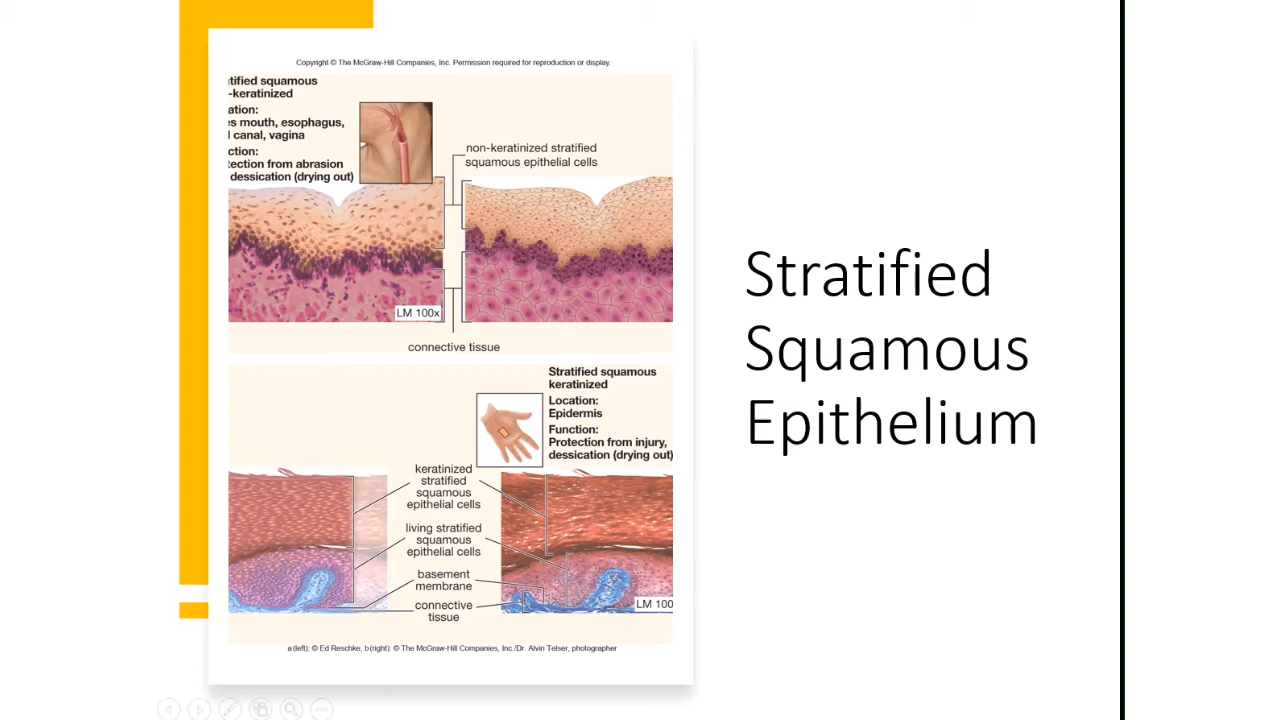 Copyright © The McGraw-Hill Companies, Inc. Permission required for reproduction or display.
tified squamous
-keratinized
ation:
es mouth, esophagus,
l canal, vagina
ction:
tection from abrasion
dessication (drying out)
non-keratinized stratified
squamous epithelial cells
LM 100x
connective tissue
Stratified squamous
keratinized
Location:
Epidermis
Function:
Protection from injury,
dessication (drying out)
keratinized
stratified
squamous
epithelial cells
living stratified
squamous
epithelial cells
basement
membrane
connective
tissue
LM 100
a (left): © Ed Reschke; b (right): © The McGraw-Hill Companies, Inc./Dr. Alvin Telser, photographer
Stratified
Squamous
Epithelium